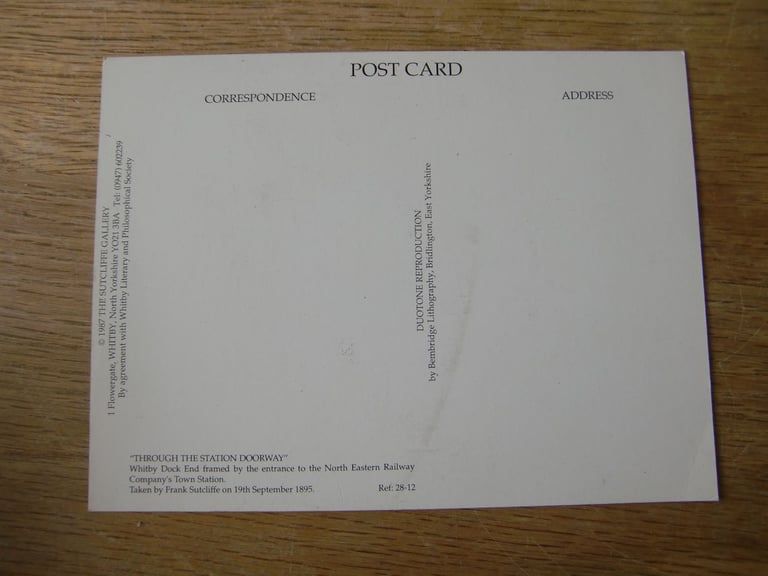 POST CARD
CORRESPONDENCE
ADDRESS
© 1987 THE SUTCLIFFE GALLERY
1 Flowergate, WHITBY, North Yorkshire YO21 3BA Tel: (0947) 602239
By agreement with Whitby Literary and Philosophical Society
DUOTONE REPRODUCTION
by Bembridge Lithography, Bridlington, East Yorkshire
"THROUGH THE STATION DOORWAY"
Whitby Dock End framed by the entrance to the North Eastern Railway
Company's Town Station.
Taken by Frank Sutcliffe on 19th September 1895. Ref: 28-12